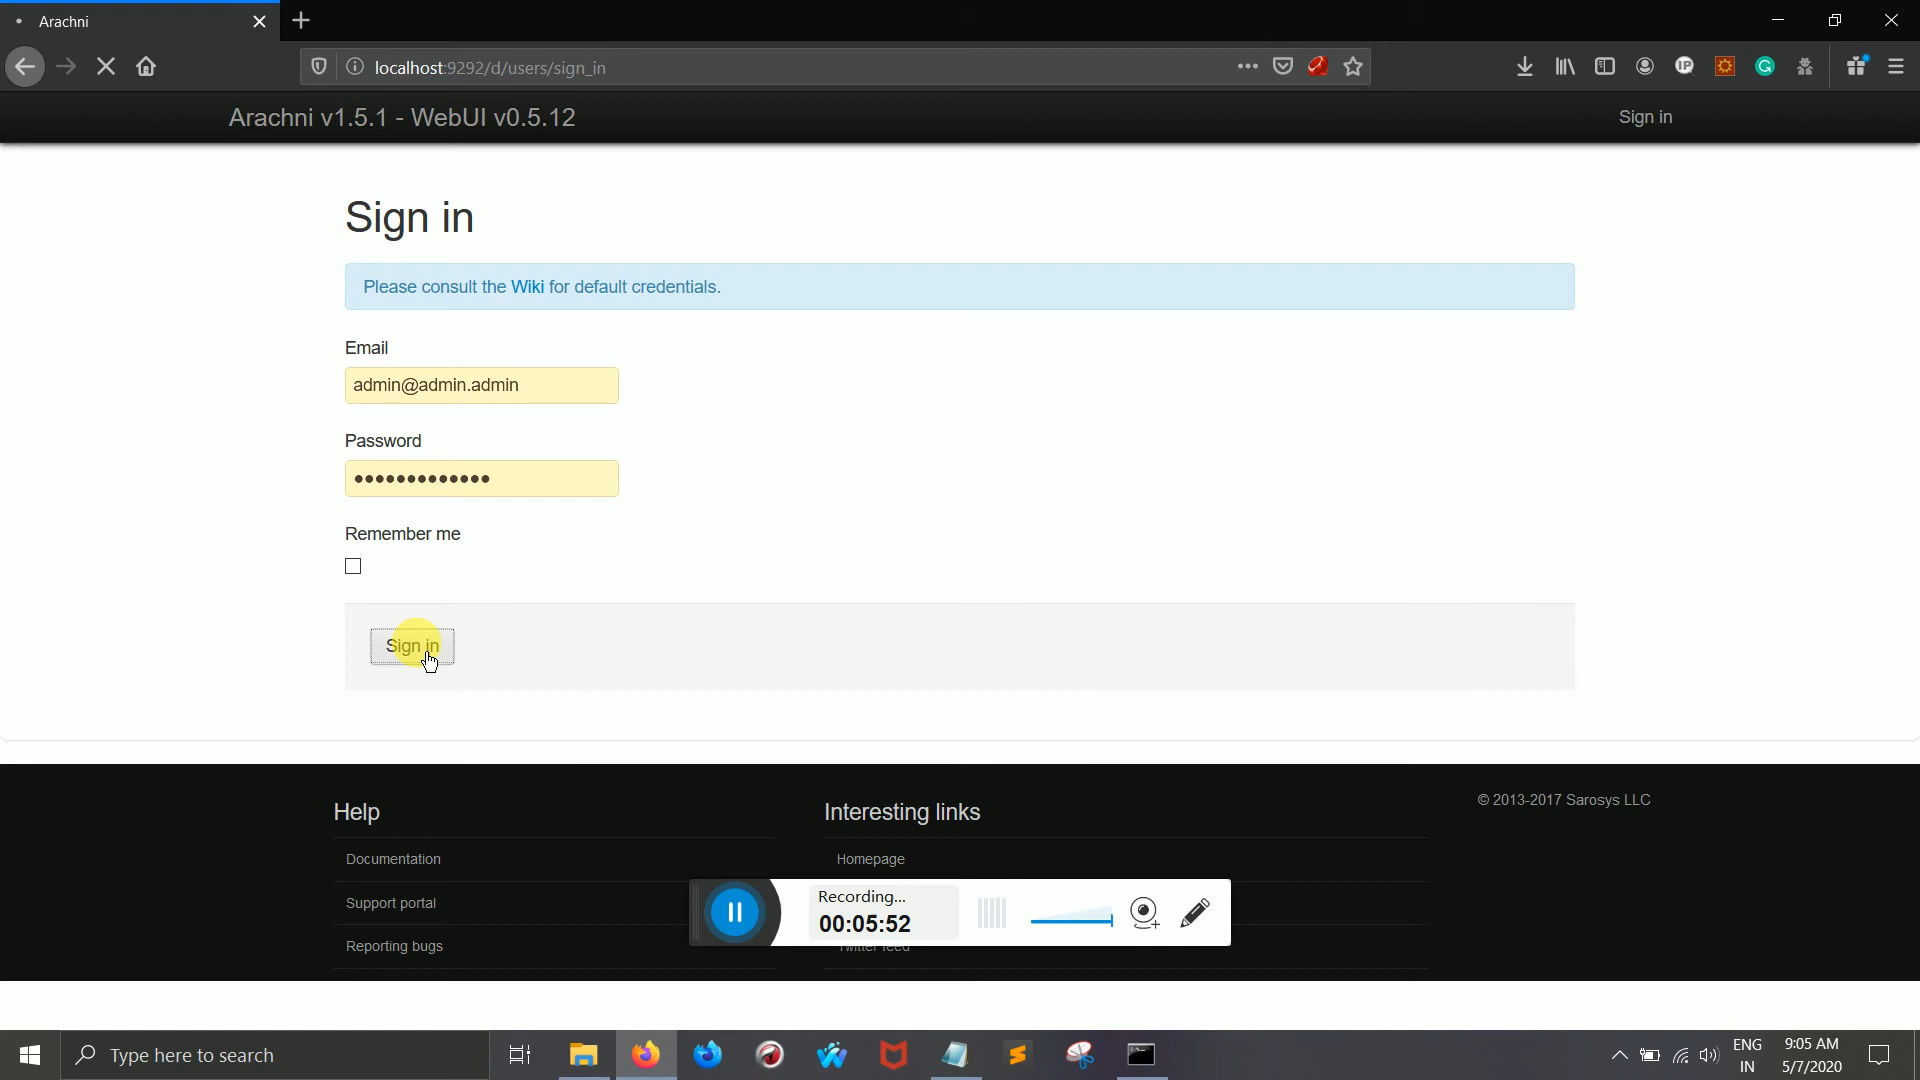 Arachni
localhost:9292/d/users/sign_in
Arachni v1.5.1 - WebUI v0.5.12
Sign in
Sign in
Please consult the Wiki for default credentials.
Email
admin@admin.admin
Password
•••••••••••••
Remember me
Sign in
Help
Interesting links
© 2013-2017 Sarosys LLC
Documentation
Homepage
Support portal
Reporting bugs
Twitter feed
Recording...
00:05:52
Type here to search
ENG
IN
9:05 AM
5/7/2020